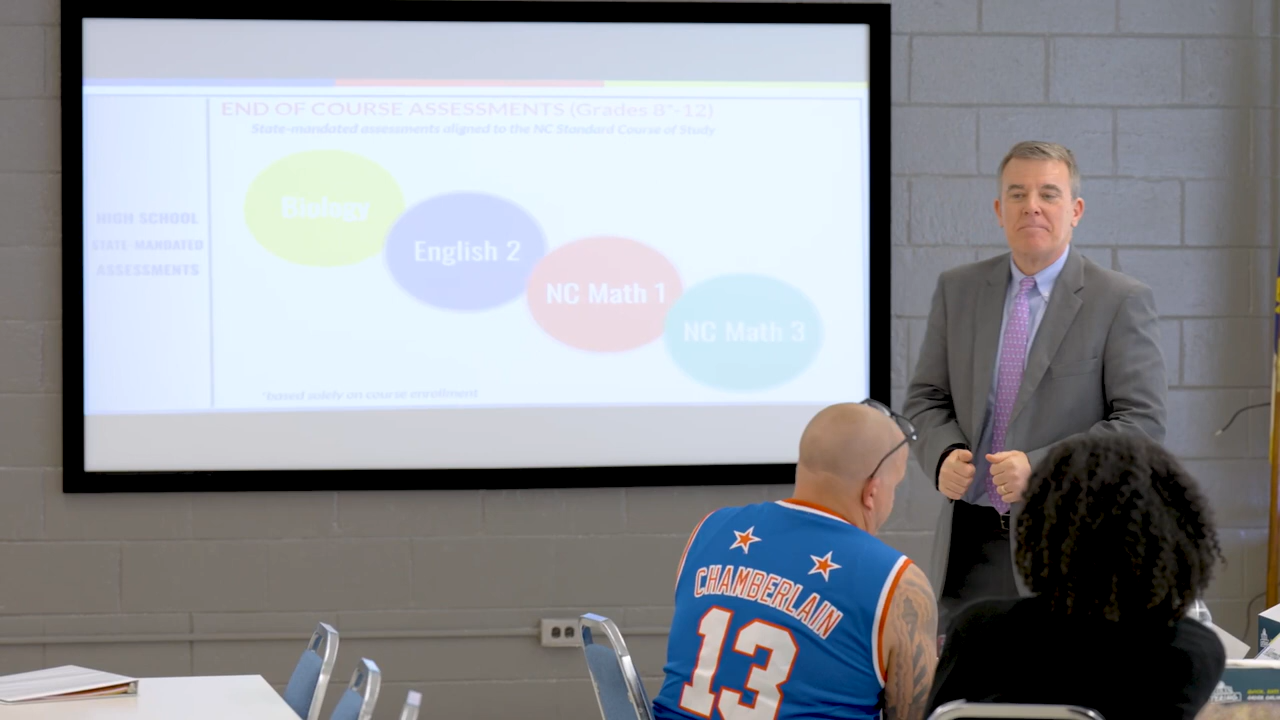 END OF COURSE ASSESSMENTS (Grades 8*-12)
State-mandated assessments aligned to the NC Standard Course of Study
HIGH SCHOOL
STATE-MANDATED
ASSESSMENTS
Biology
English 2
NC Math 1
NC Math 3
*based solely on course enrollment
CHAMBERLAIN
13